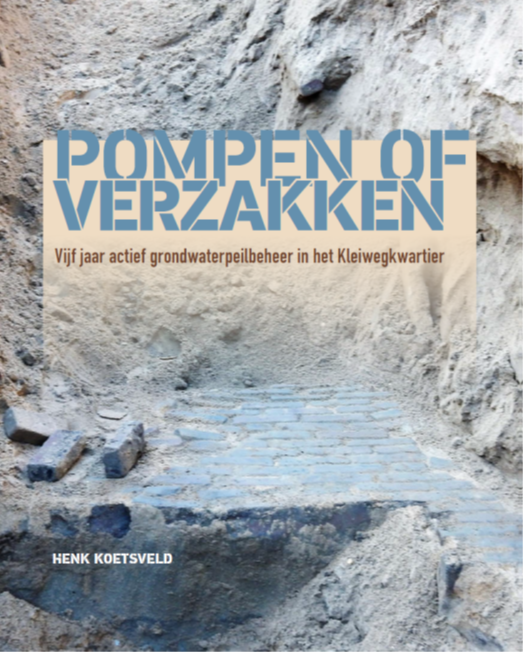 POMPEN OF
VERZAKKEN
Vijf jaar actief grondwaterpeilbeheer in het Kleiwegkwartier
HENK KOETSVELD